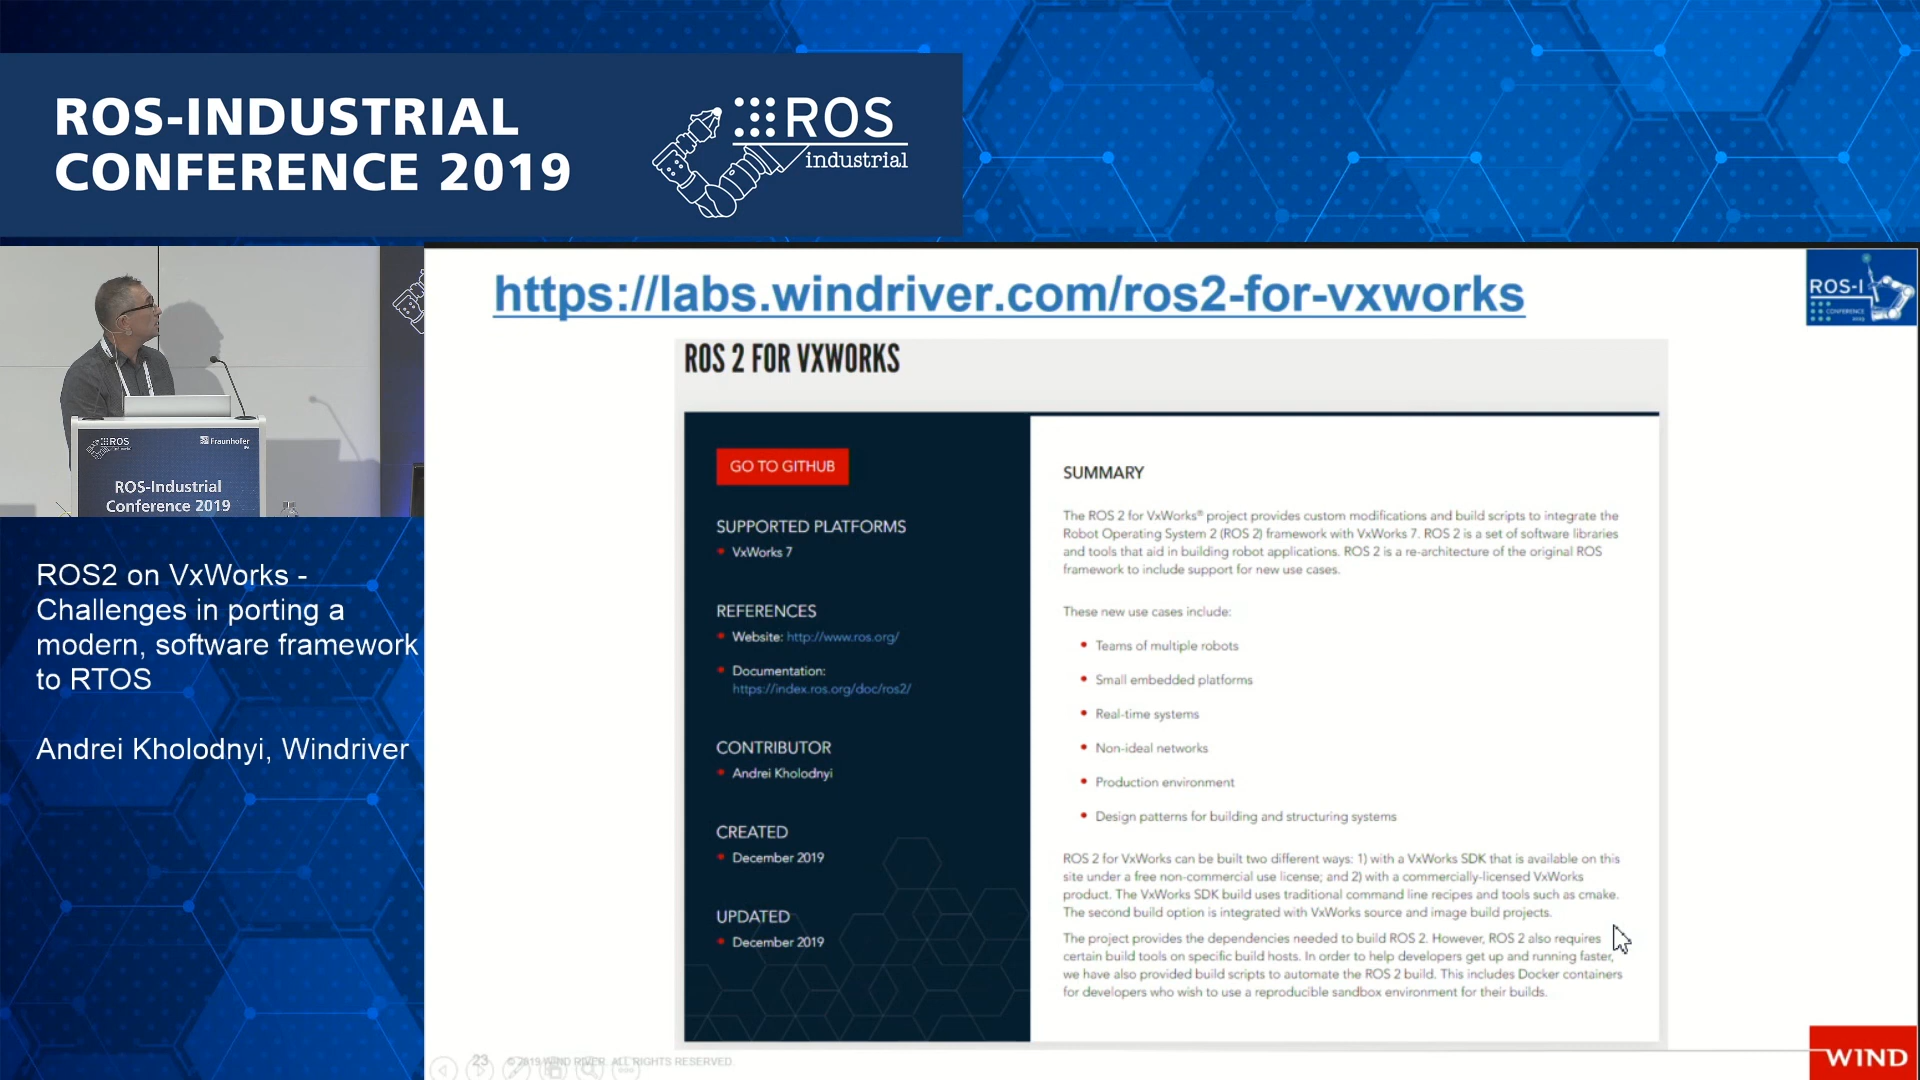 ROS-INDUSTRIAL
CONFERENCE 2019
ROS
industrial
https://labs.windriver.com/ros2-for-vxworks
ROS-I
CONFERENCE
ROS 2 FOR VXWORKS
GO TO GITHUB
SUPPORTED PLATFORMS
VxWorks 7
REFERENCES
Website: http://www.ros.org/
Documentation:
https://index.ros.org/doc/ros2/
CONTRIBUTOR
Andrei Kholodnyi
CREATED
December 2019
UPDATED
December 2019
SUMMARY
The ROS 2 for VxWorks® project provides custom modifications and build scripts to integrate the
Robot Operating System 2 (ROS 2) framework with VxWorks 7. ROS 2 is a set of software libraries
and tools that aid in building robot applications. ROS 2 is a re-architecture of the original ROS
framework to include support for new use cases.
These new use cases include:
Teams of multiple robots
Small embedded platforms
Real-time systems
Non-ideal networks
Production environment
Design patterns for building and structuring systems
ROS 2 for VxWorks can be built two different ways: 1) with a VxWorks SDK that is available on this
site under a free non-commercial use license; and 2) with a commercially-licensed VxWorks
product. The VxWorks SDK build uses traditional command line recipes and tools such as cmake.
The second build option is integrated with VxWorks source and image build projects.
The project provides the dependencies needed to build ROS 2. However, ROS 2 also requires
certain build tools on specific build hosts. In order to help developers get up and running faster,
we have also provided build scripts to automate the ROS 2 build. This includes Docker containers
for developers who wish to use a reproducible sandbox environment for their builds.
23
© 2019 WIND RIVER. ALL RIGHTS RESERVED.
WIND
ROS
Fraunhofer
ROS-Industrial
Conference 2019
ROS2 on VxWorks -
Challenges in porting a
modern, software framework
to RTOS
Andrei Kholodnyi, Windriver